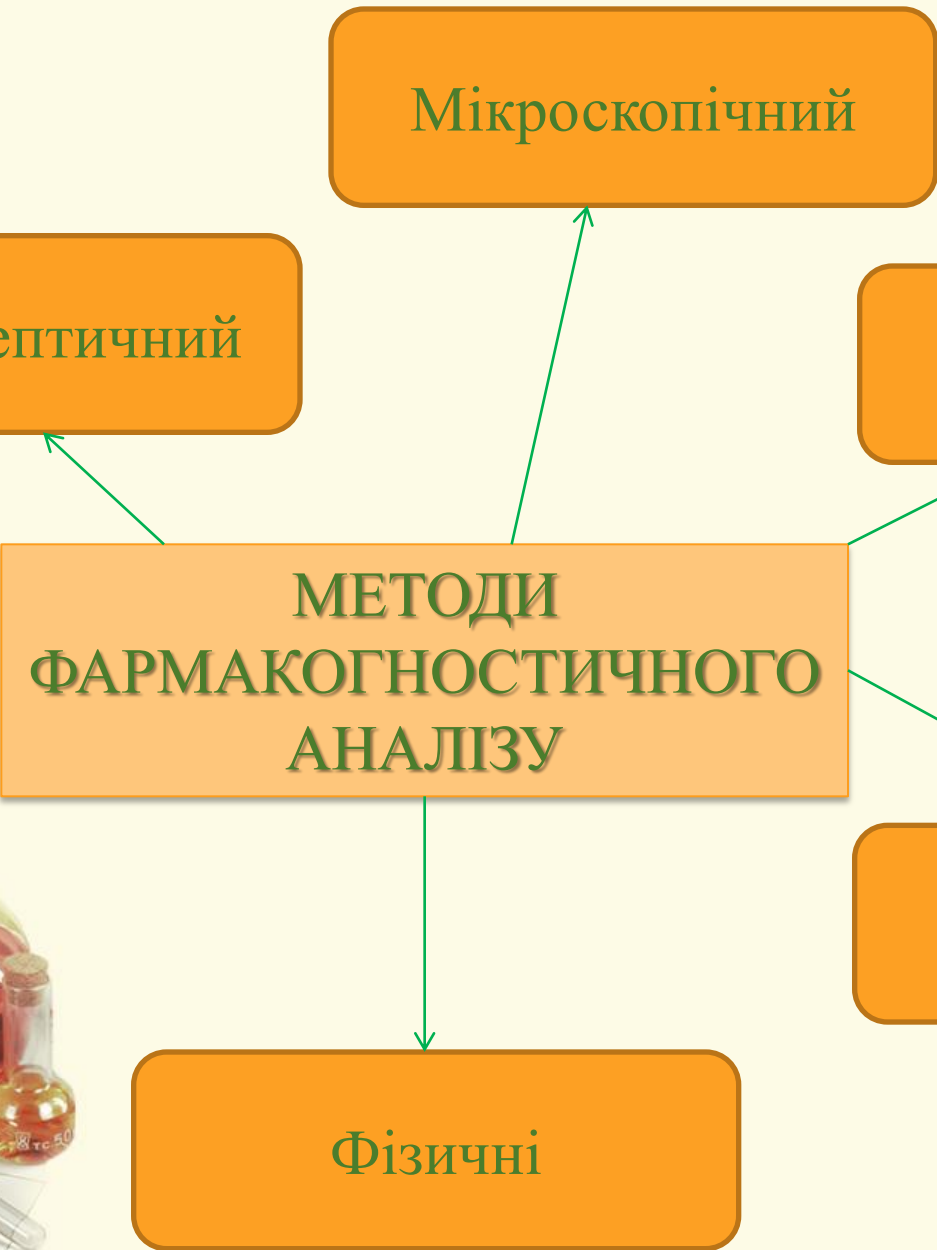 Мікроскопічний
ептичний
МЕТОДИ
ФАРМАКОГНОСТИЧНОГО
АНАЛІЗУ
Фізичні